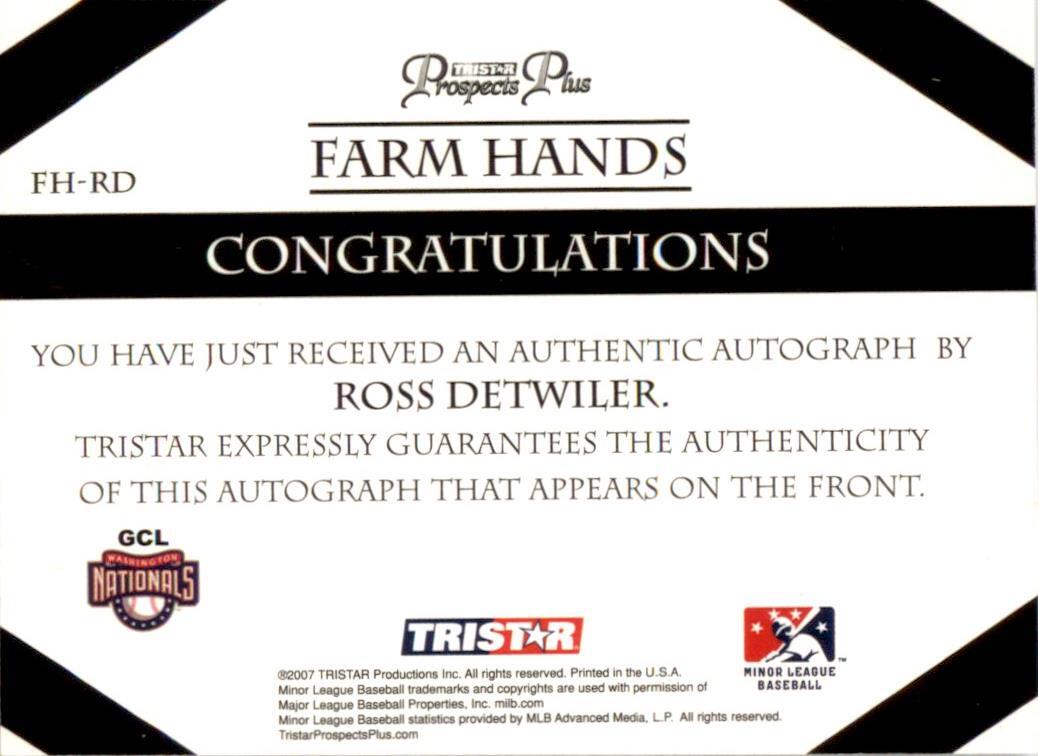 TRISTAR
Prospects Plus
FARM HANDS
FH-RD
CONGRATULATIONS
YOU HAVE JUST RECEIVED AN AUTHENTIC AUTOGRAPH BY
ROSS DETWILER.
TRISTAR EXPRESSLY GUARANTEES THE AUTHENTICITY
OF THIS AUTOGRAPH THAT APPEARS ON THE FRONT.
GCL
WASHINGTON
NATIONALS
TRISTAR
MINOR LEAGUE
BASEBALL
TM
®2007 TRISTAR Productions Inc. All rights reserved. Printed in the U.S.A.
Minor League Baseball trademarks and copyrights are used with permission of
Major League Baseball Properties, Inc. milb.com
Minor League Baseball statistics provided by MLB Advanced Media, L.P. All rights reserved.
TristarProspectsPlus.com